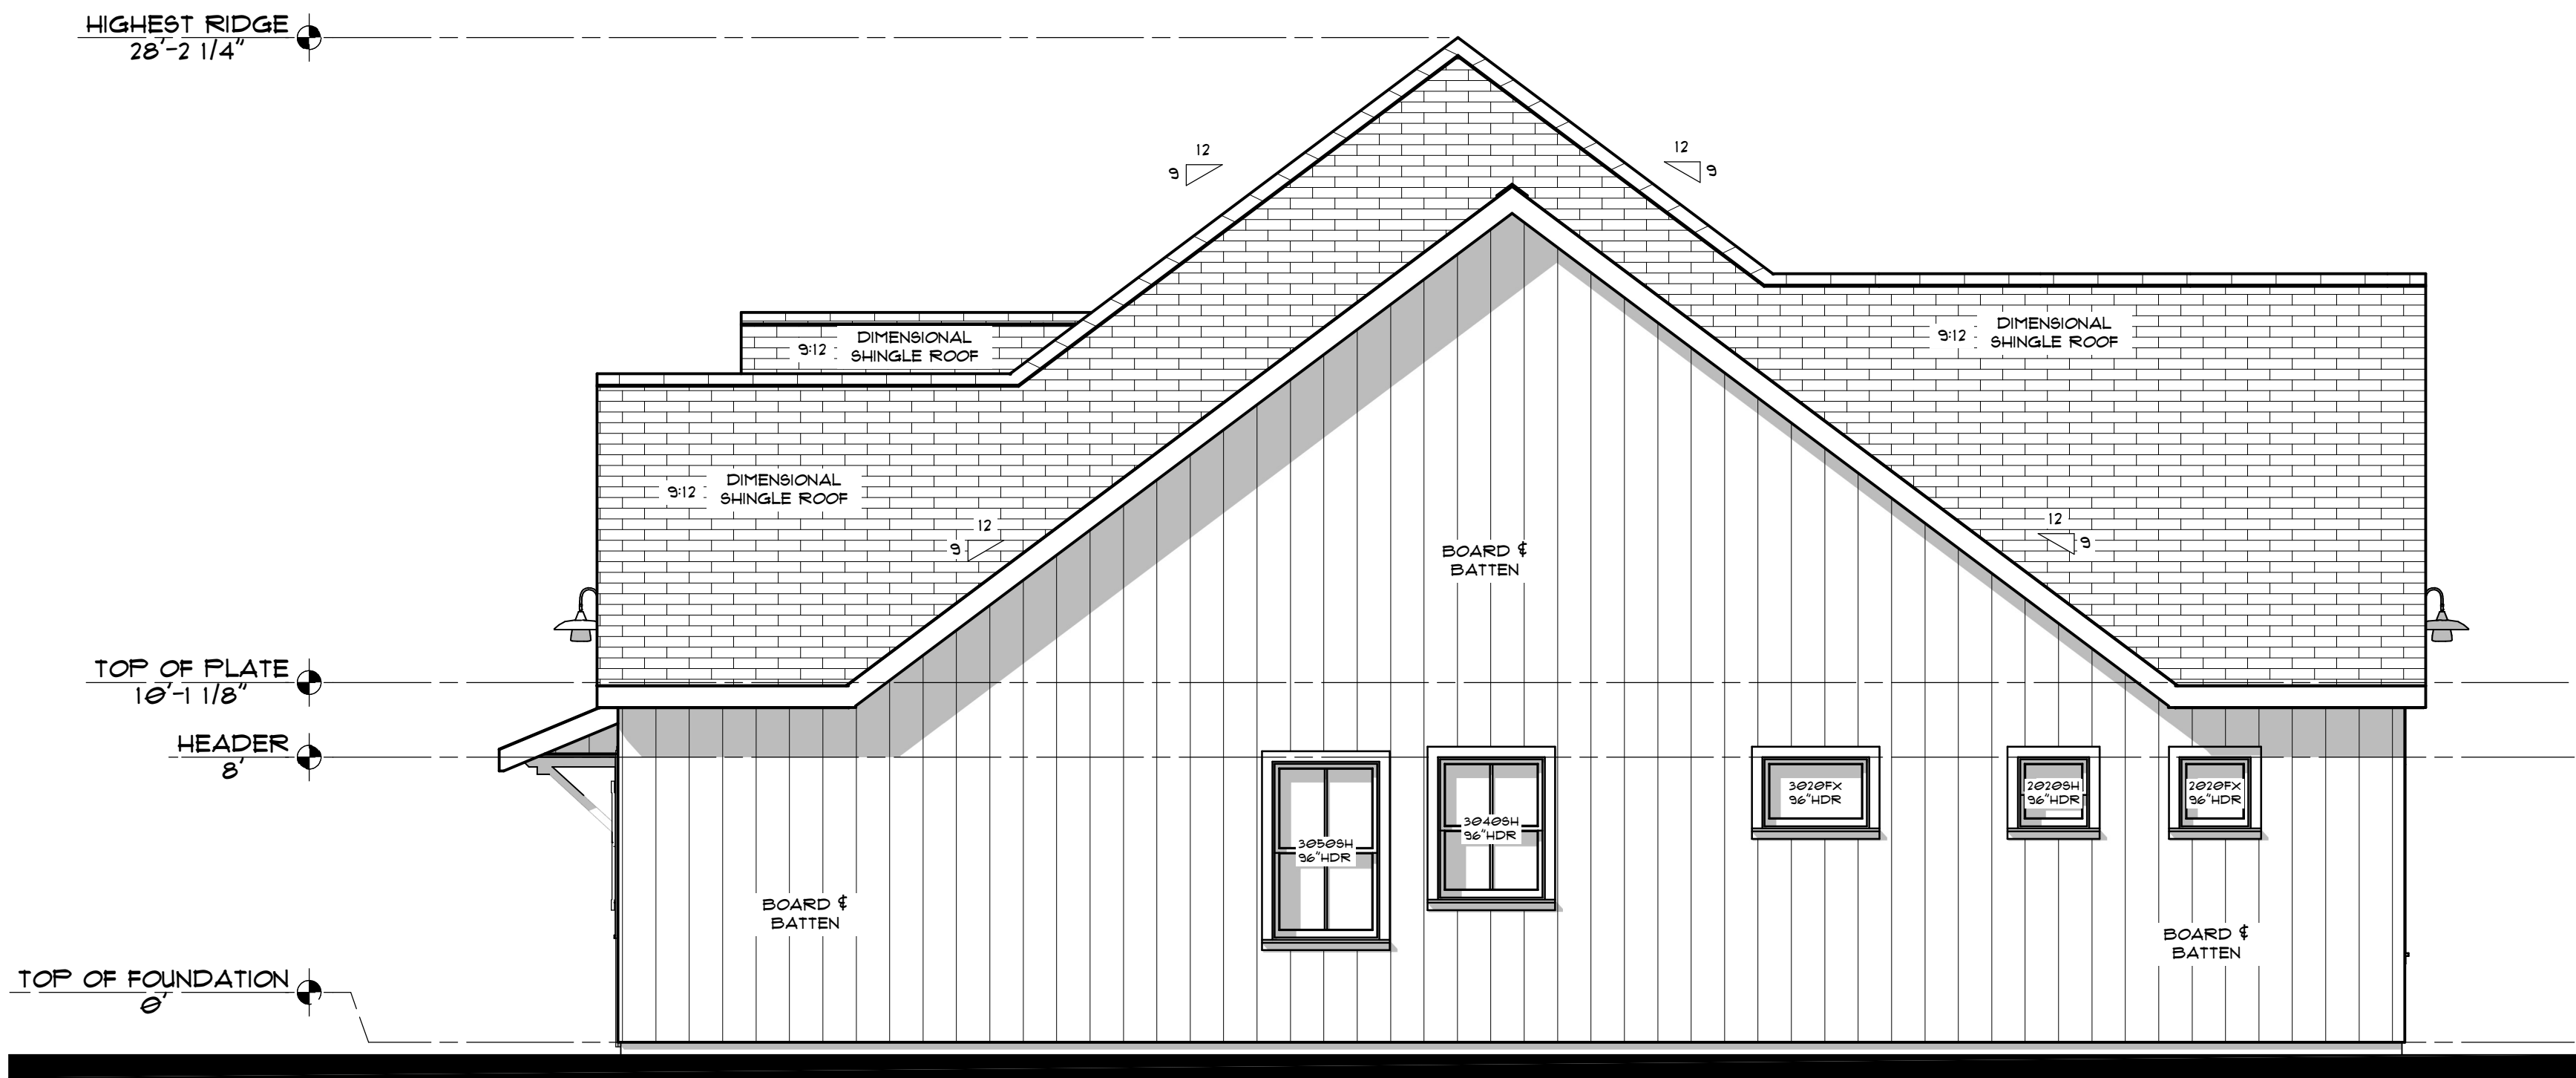 HIGHEST RIDGE
28'-2 1/4"
12
9
12
9
DIMENSIONAL
SHINGLE ROOF
9:12
DIMENSIONAL
SHINGLE ROOF
9:12
DIMENSIONAL
SHINGLE ROOF
9:12
12
9
12
9
BOARD &
BATTEN
TOP OF PLATE
10'-1 1/8"
HEADER
8'
3050SH
96"HDR
3040SH
96"HDR
3020FX
96"HDR
2020SH
96"HDR
2020FX
96"HDR
BOARD &
BATTEN
BOARD &
BATTEN
TOP OF FOUNDATION
0'